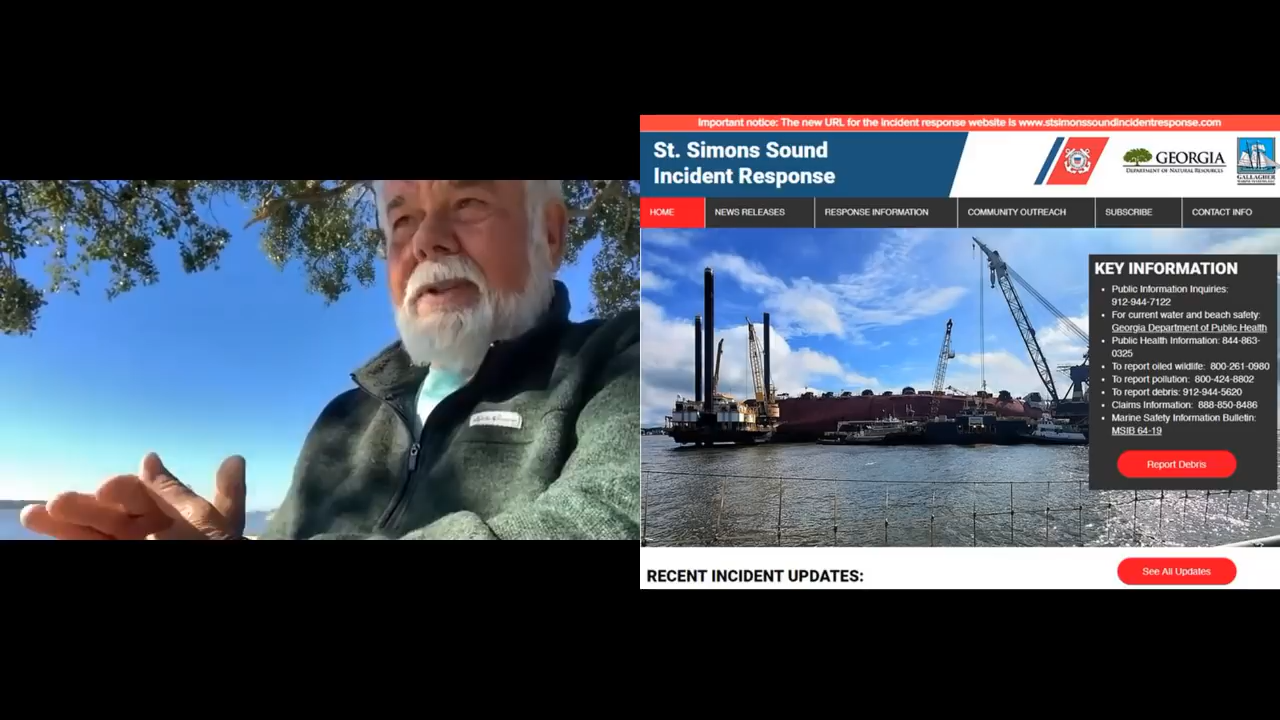 Important notice: The new URL for the incident response website is www.stsimonssoundincidentresponse.com
St. Simons Sound
Incident Response
GEORGIA
DEPARTMENT OF NATURAL RESOURCES
GALLAGHER
HOME
NEWS RELEASES
RESPONSE INFORMATION
COMMUNITY OUTREACH
SUBSCRIBE
CONTACT INFO
KEY INFORMATION
Public Information Inquiries:
912-944-7122
For current water and beach safety:
Georgia Department of Public Health
Public Health Information: 844-863-
0325
To report oiled wildlife: 800-261-0980
To report pollution: 800-424-8802
To report debris: 912-944-5620
Claims Information: 888-850-8486
Marine Safety Information Bulletin:
MSIB 64-19
Report Debris
RECENT INCIDENT UPDATES:
See All Updates